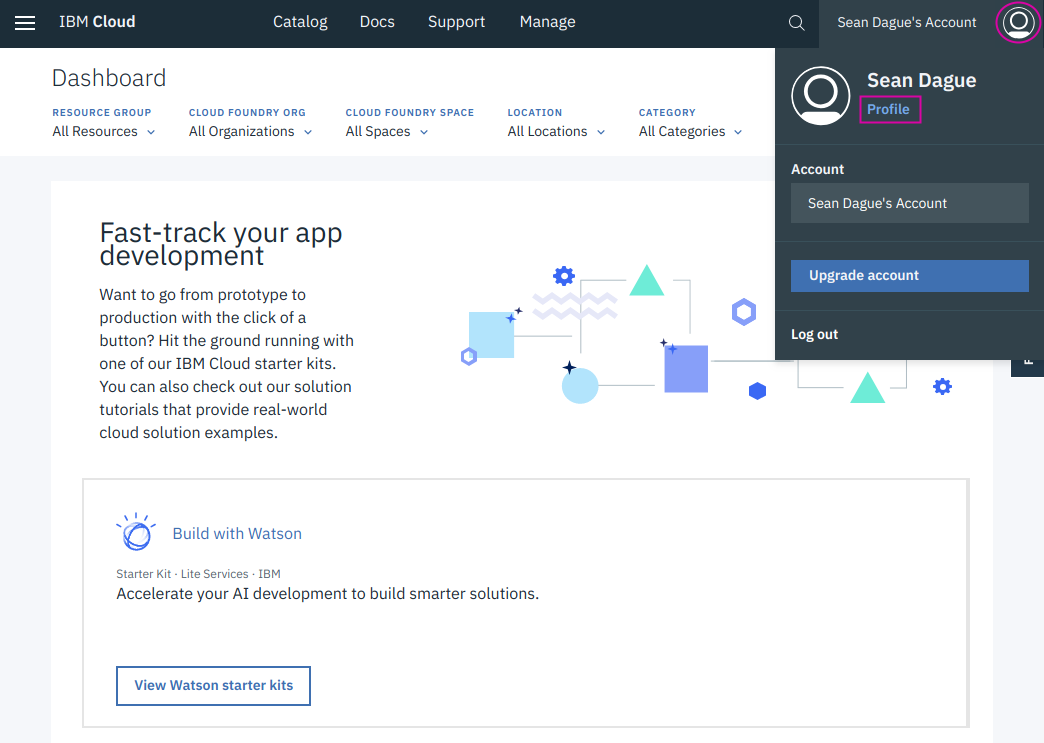 IBM Cloud Catalog Docs Support Manage Sean Dague's Account
Dashboard
RESOURCE GROUP CLOUD FOUNDRY ORG CLOUD FOUNDRY SPACE LOCATION CATEGORY
All Resources All Organizations All Spaces All Locations All Categories
Sean Dague
Profile
Account
Sean Dague's Account
Upgrade account
Log out
Fast-track your app
development
Want to go from prototype to
production with the click of a
button? Hit the ground running with
one of our IBM Cloud starter kits.
You can also check out our solution
tutorials that provide real-world
cloud solution examples.
Build with Watson
Starter Kit · Lite Services · IBM
Accelerate your AI development to build smarter solutions.
View Watson starter kits